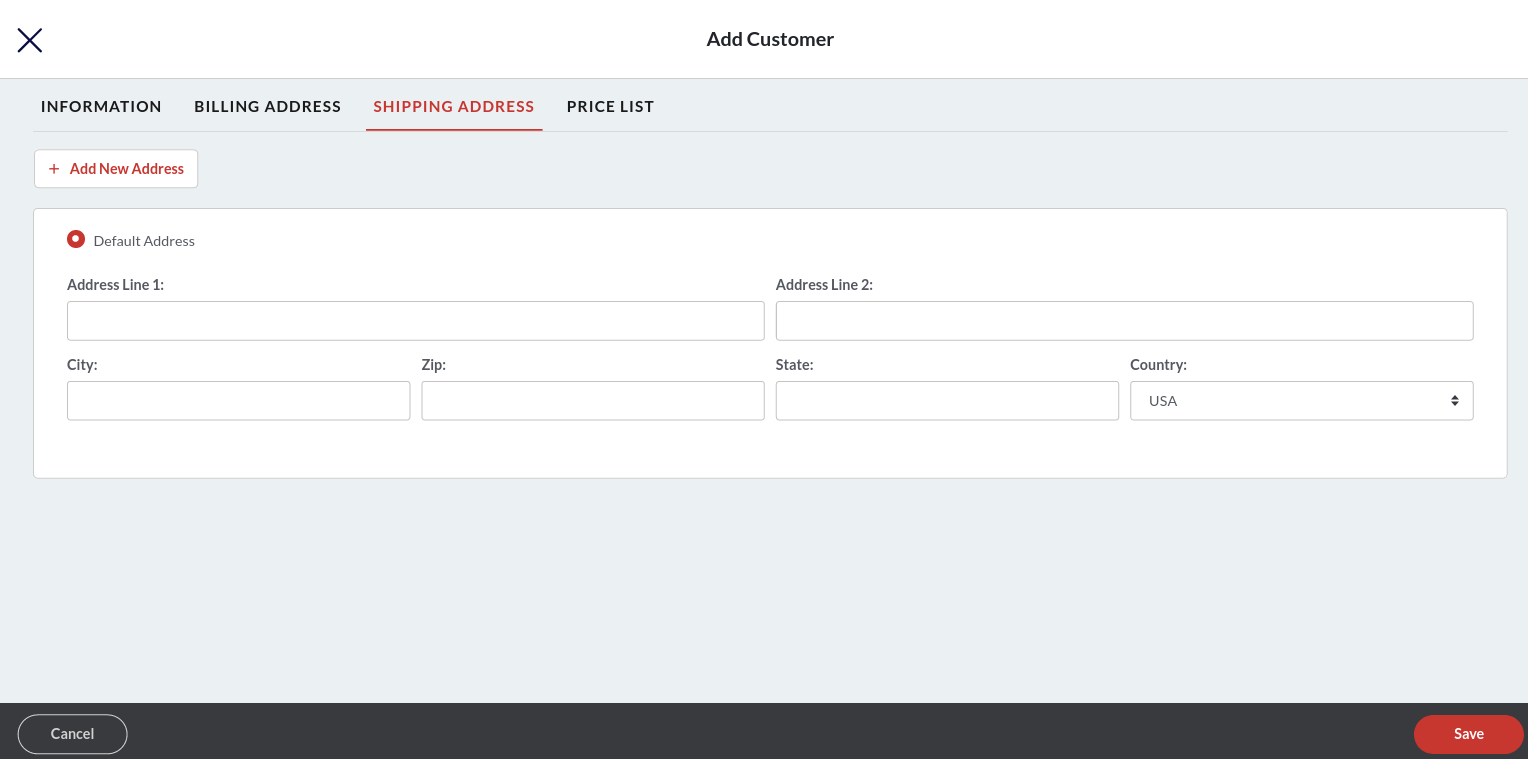 Add Customer
INFORMATION BILLING ADDRESS SHIPPING ADDRESS PRICE LIST
+ Add New Address
Default Address
Address Line 1: Address Line 2:
City: Zip: State: Country:
USA
Cancel Save